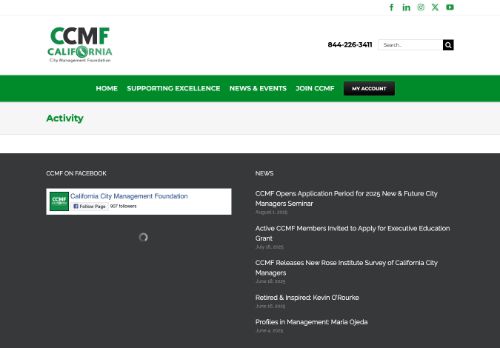 CCMF
CALIFORNIA
City Management Foundation
844-226-3411
Search...
HOME
SUPPORTING EXCELLENCE
NEWS & EVENTS
JOIN CCMF
MY ACCOUNT
Activity
CCMF ON FACEBOOK
CCMF
CALIFORNIA
California City Management Foundation
Follow Page
907 followers
NEWS
CCMF Opens Application Period for 2025 New & Future City
Managers Seminar
August 1, 2025
Active CCMF Members Invited to Apply for Executive Education
Grant
July 18, 2025
CCMF Releases New Rose Institute Survey of California City
Managers
June 18, 2025
Retired & Inspired: Kevin O'Rourke
June 10, 2025
Profiles in Management: Maria Ojeda
June 4, 2025